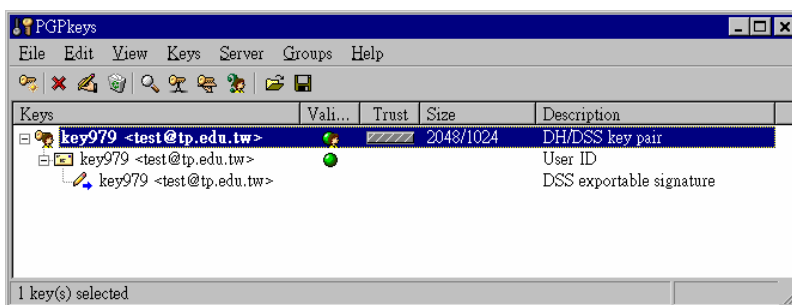 PGPkeys
File Edit View Keys Server Groups Help
Keys Vali... Trust Size Description
key979 <test@tp.edu.tw> 2048/1024 DH/DSS key pair
key979 <test@tp.edu.tw> User ID
key979 <test@tp.edu.tw> DSS exportable signature
1 key(s) selected